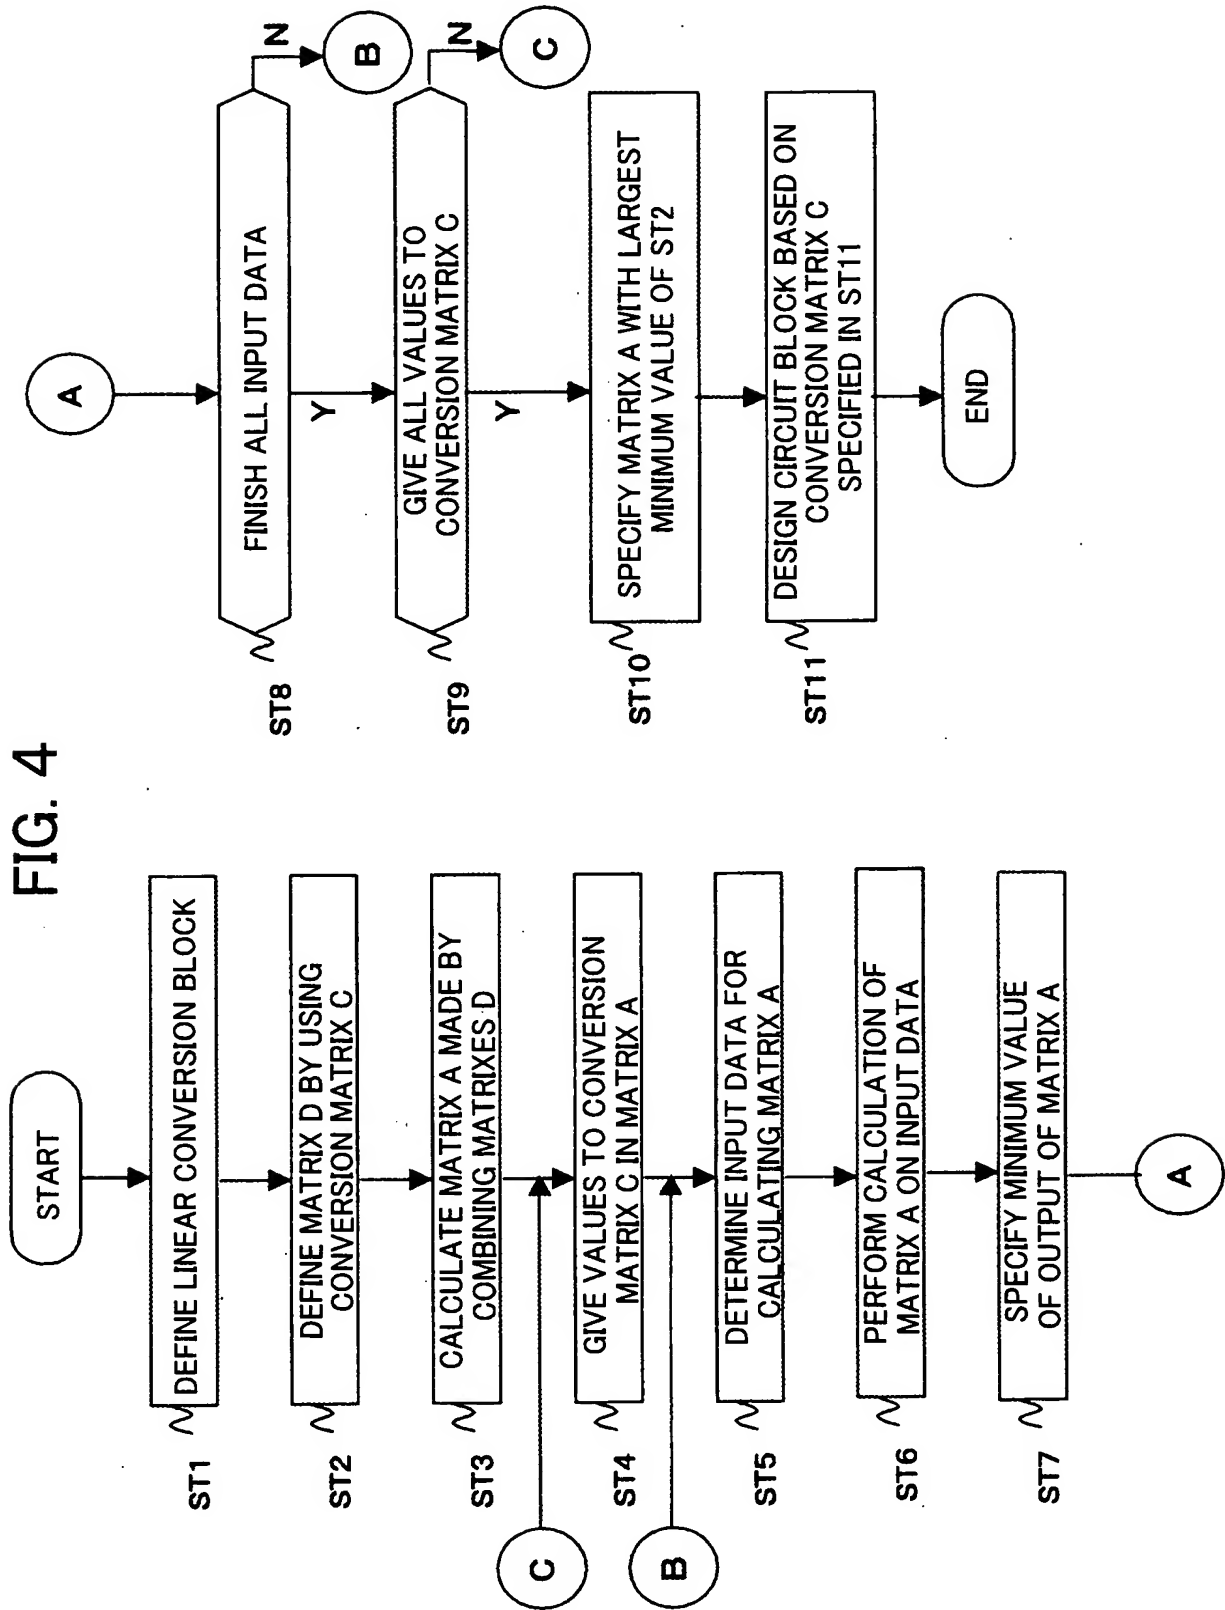 FIG. 4
START
ST1
DEFINE LINEAR CONVERSION BLOCK
ST2
DEFINE MATRIX D BY USING
CONVERSION MATRIX C
ST3
CALCULATE MATRIX A MADE BY
COMBINING MATRIXES D
C
ST4
GIVE VALUES TO CONVERSION
MATRIX C IN MATRIX A
B
ST5
DETERMINE INPUT DATA FOR
CALCULATING MATRIX A
ST6
PERFORM CALCULATION OF
MATRIX A ON INPUT DATA
ST7
SPECIFY MINIMUM VALUE
OF OUTPUT OF MATRIX A
A
A
ST8
FINISH ALL INPUT DATA
N
B
Y
ST9
GIVE ALL VALUES TO
CONVERSION MATRIX C
N
C
Y
ST10
SPECIFY MATRIX A WITH LARGEST
MINIMUM VALUE OF ST2
ST11
DESIGN CIRCUIT BLOCK BASED ON
CONVERSION MATRIX C
SPECIFIED IN ST11
END